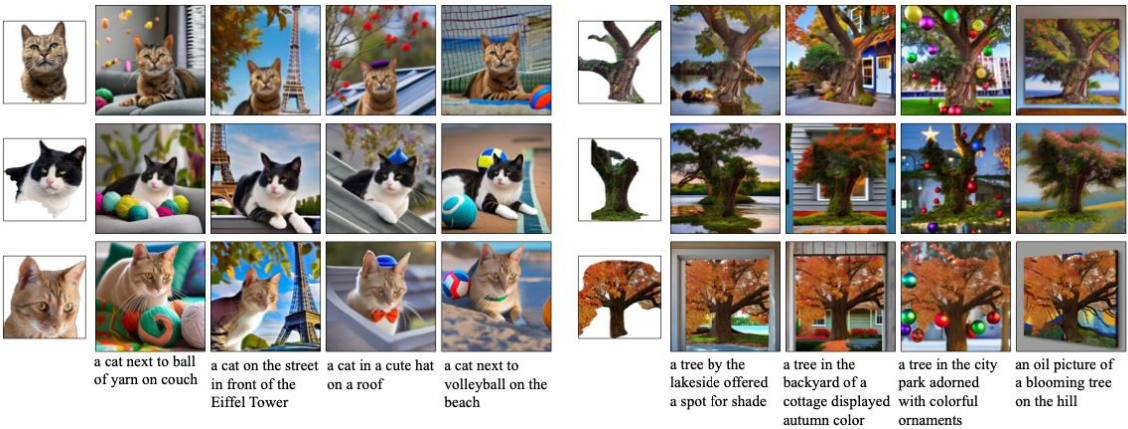 a cat next to ball
of yarn on couch
a cat on the street
in front of the
Eiffel Tower
a cat in a cute hat
on a roof
a cat next to
volleyball on the
beach
a tree by the
lakeside offered
a spot for shade
a tree in the
backyard of a
cottage displayed
autumn color
a tree in the city
park adorned
with colorful
ornaments
an oil picture of
a blooming tree
on the hill